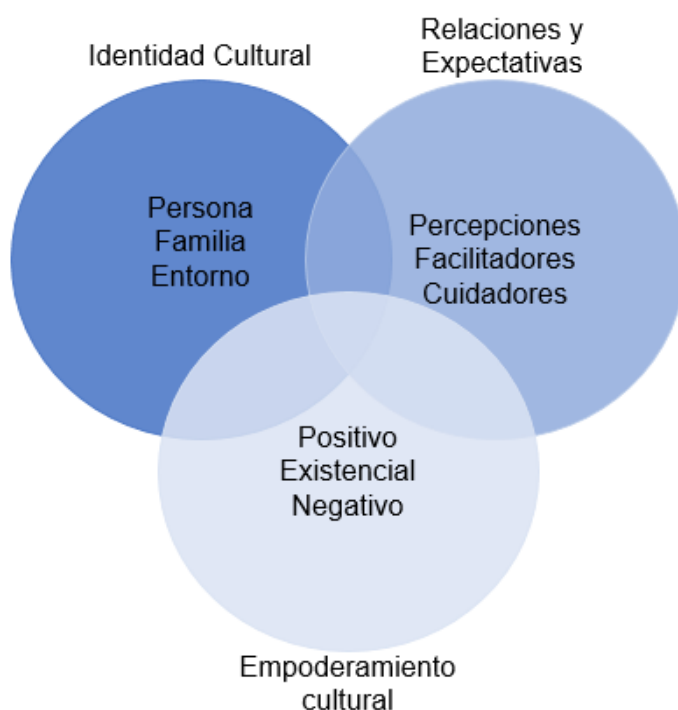 Identidad Cultural
Relaciones y
Expectativas
Persona
Familia
Entorno
Percepciones
Facilitadores
Cuidadores
Positivo
Existencial
Negativo
Empoderamiento
cultural